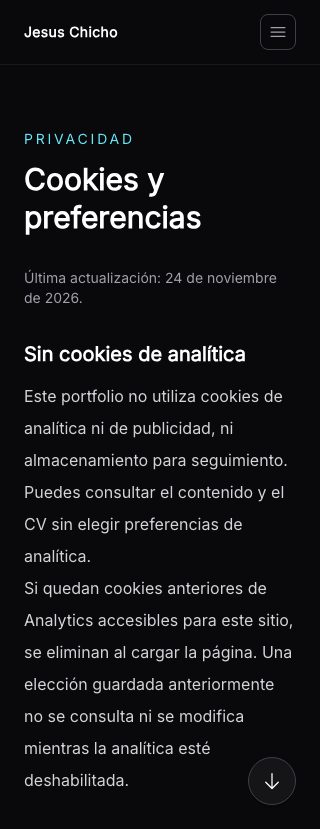 Jesus Chicho
PRIVACIDAD
Cookies y
preferencias
Última actualización: 24 de noviembre
de 2026.
Sin cookies de analítica
Este portfolio no utiliza cookies de
analítica ni de publicidad, ni
almacenamiento para seguimiento.
Puedes consultar el contenido y el
CV sin elegir preferencias de
analítica.
Si quedan cookies anteriores de
Analytics accesibles para este sitio,
se eliminan al cargar la página. Una
elección guardada anteriormente
no se consulta ni se modifica
mientras la analítica esté
deshabilitada.